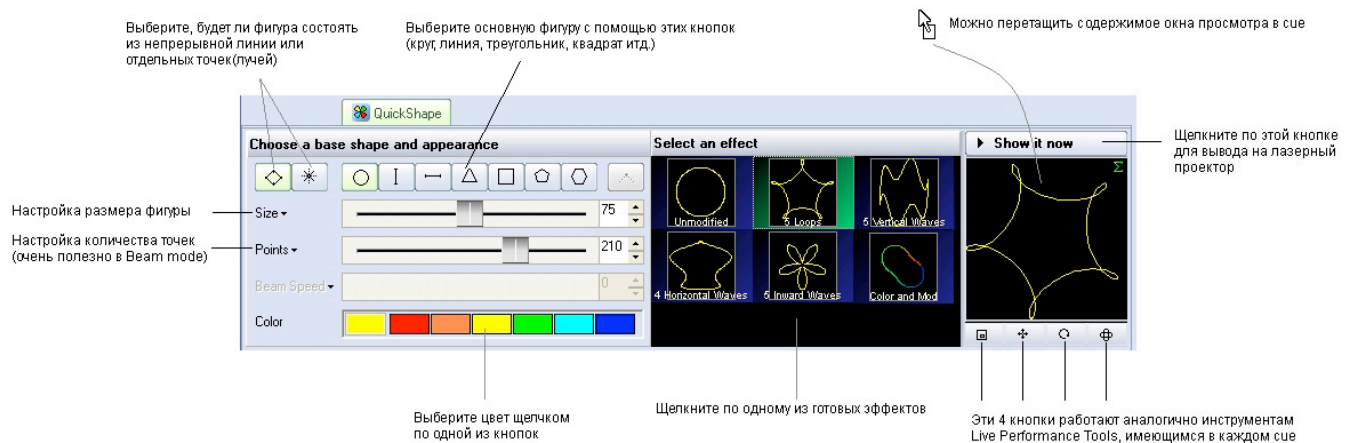 Выберите, будет ли фигура состоять
из непрерывной линии или
отдельных точек(лучей)
Выберите основную фигуру с помощью этих кнопок
(круг, линия, треугольник, квадрат итд.)
Можно перетащить содержимое окна просмотра в cue
QuickShape
Choose a base shape and appearance
Select an effect
Show it now
Щелкните по этой кнопке
для вывода на лазерный
проектор
Σ
Настройка размера фигуры
Size
75
Unmodified
5 Loops
5 Vertical Waves
Настройка количества точек
(очень полезно в Beam mode)
Points
210
Beam Speed
0
4 Horizontal Waves
5 Inward Waves
Color and Mod
Color
Выберите цвет щелчком
по одной из кнопок
Щелкните по одному из готовых эффектов
Эти 4 кнопки работают аналогично инструментам
Live Performance Tools, имеющимся в каждом cue